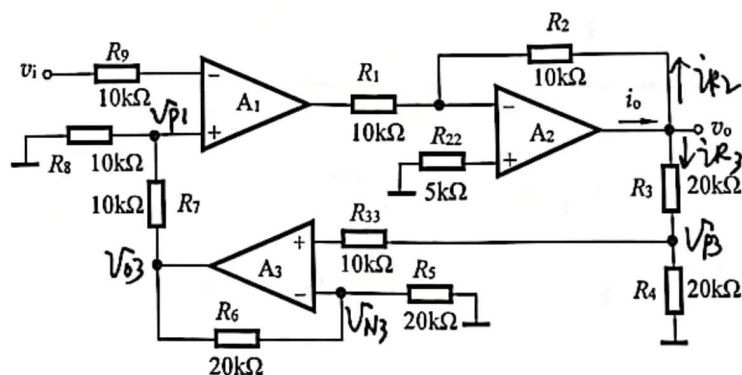 R₉ R₂
vᵢ − R₁ 10kΩ ↑ iR2
10kΩ A₁
Vp1 + 10kΩ − iₒ vₒ
R₈ 10kΩ R₂₂ A₂ ↓ iR3
10kΩ R₇ 5kΩ + R₃ 20kΩ
R₃₃
Vo3 A₃ + 10kΩ Vp3
R₆ − R₅ R₄ 20kΩ
20kΩ VN3 20kΩ